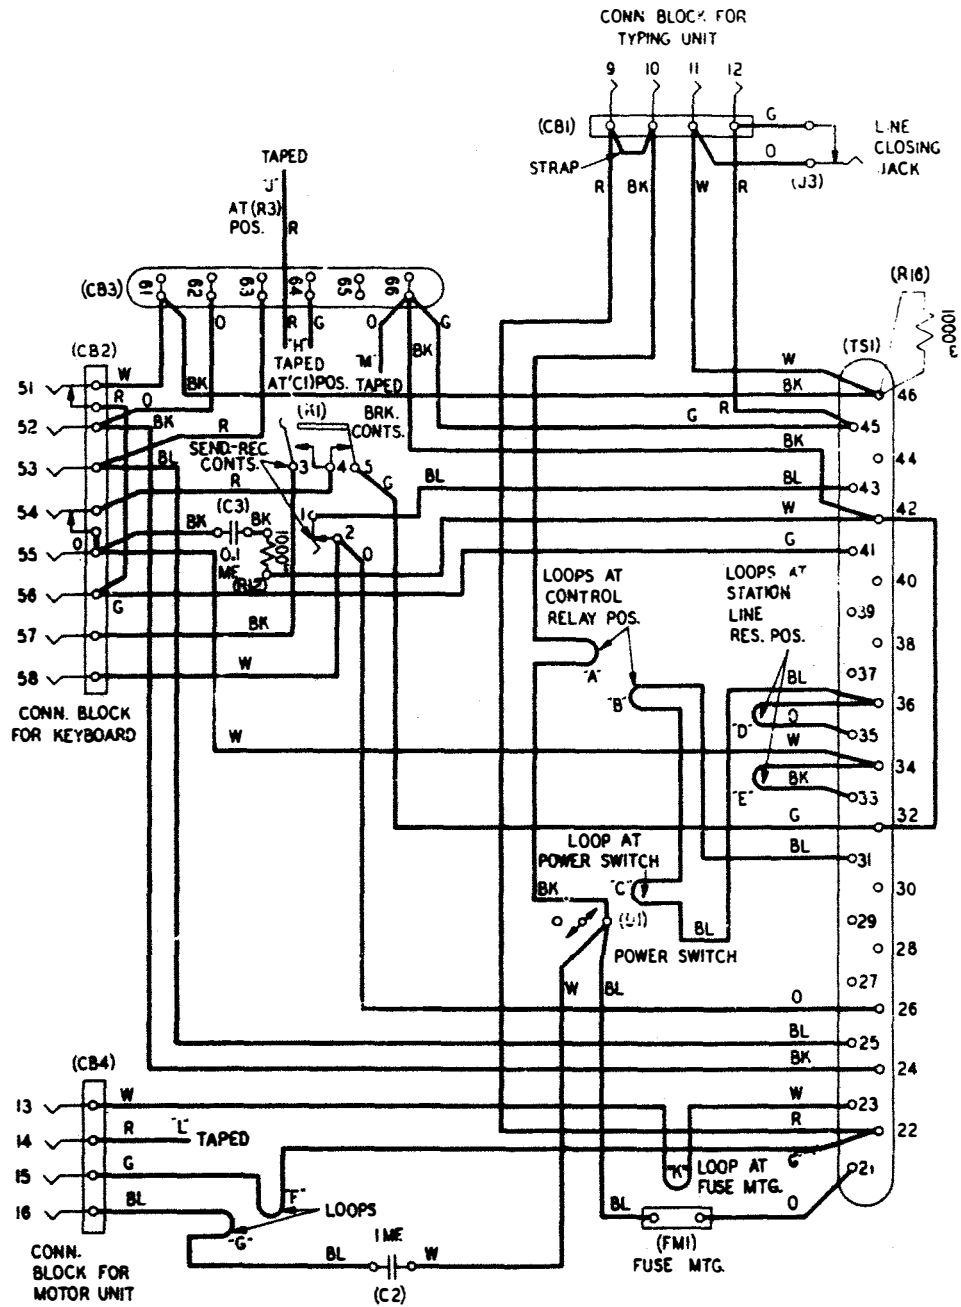 CONN BLOCK FOR
TYPING UNIT
9 10 11 12
(CB1)
STRAP
G
O
LINE
CLOSING
JACK
(J3)
R BK W R
TAPED
"J"
AT (R3)
POS.
R
(CB3)
61 62 63 64 65 66
O R G O G
"H"
TAPED
AT "C1) POS.
"M"
TAPED
BK
(R16)
1000
(TS1)
(CB2)
51
52
53
54
55
56
57
58
W
R
O
BK
BK
R
BL
R
SEND-REC
CONTS.
(K1)
BRK.
CONTS.
3 4 5
G
1
2
O
(C3)
BK BK
0.1
MF
1000
(R12)
O
G
BK
W
CONN. BLOCK
FOR KEYBOARD
W
W
BK
R
G
BK
BL
W
G
46
45
44
43
42
41
40
39
38
37
36
35
34
33
32
31
30
29
28
27
26
25
24
23
22
21
LOOPS AT
CONTROL
RELAY POS.
LOOPS AT
STATION
LINE
RES. POS.
"A"
"B"
BL
"D"
O
W
"E"
BK
G
BL
LOOP AT
POWER SWITCH
BK
"C"
BL
POWER SWITCH
W BL
O
BL
BK
W
R
G
(CB4)
13
14
15
16
W
R
"L"
TAPED
G
BL
"F"
LOOPS
"G"
"K"
LOOP AT
FUSE MTG.
BL
O
(FM1)
FUSE MTG.
1 MF
BL W
(C2)
CONN.
BLOCK FOR
MOTOR UNIT